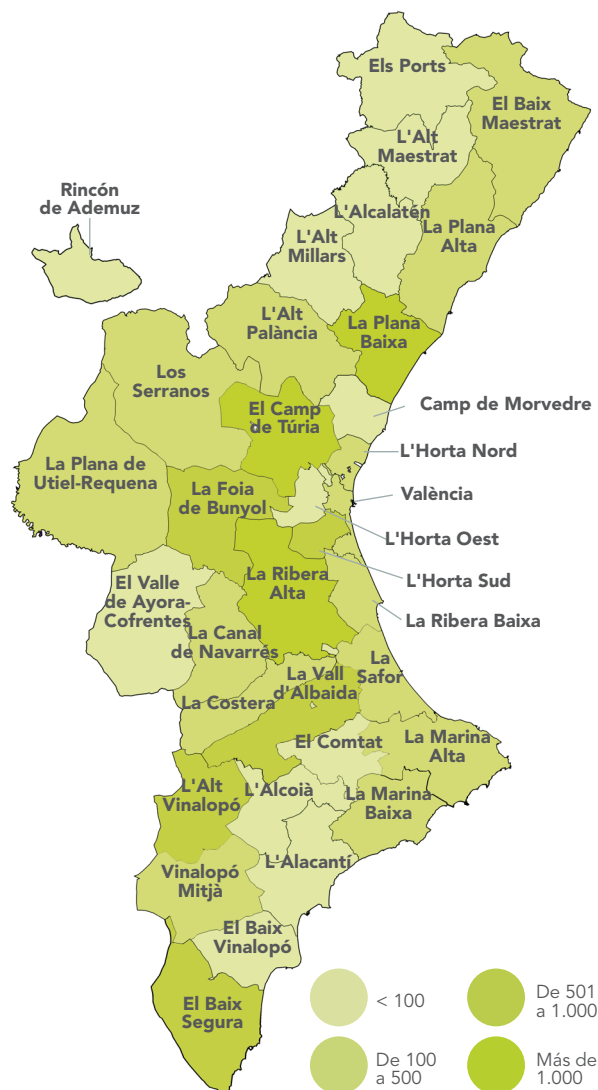 Els Ports
El Baix
Maestrat
L'Alt
Maestrat
Rincón
de Ademuz
L'Alcalatén
La Plana
Alta
L'Alt
Millars
L'Alt
Palància
La Plana
Baixa
Los
Serranos
El Camp
de Túria
Camp de Morvedre
L'Horta Nord
La Plana de
Utiel-Requena
La Foia
de Bunyol
València
L'Horta Oest
L'Horta Sud
El Valle
de Ayora-
Cofrentes
La Ribera
Alta
La Ribera Baixa
La Canal
de Navarrés
La
Safor
La Vall
d'Albaida
La Costera
El Comtat
La Marina
Alta
L'Alt
Vinalopó
L'Alcoià
La Marina
Baixa
L'Alacantí
Vinalopó
Mitjà
El Baix
Vinalopó
El Baix
Segura
< 100
De 501
a 1.000
De 100
a 500
Más de
1.000